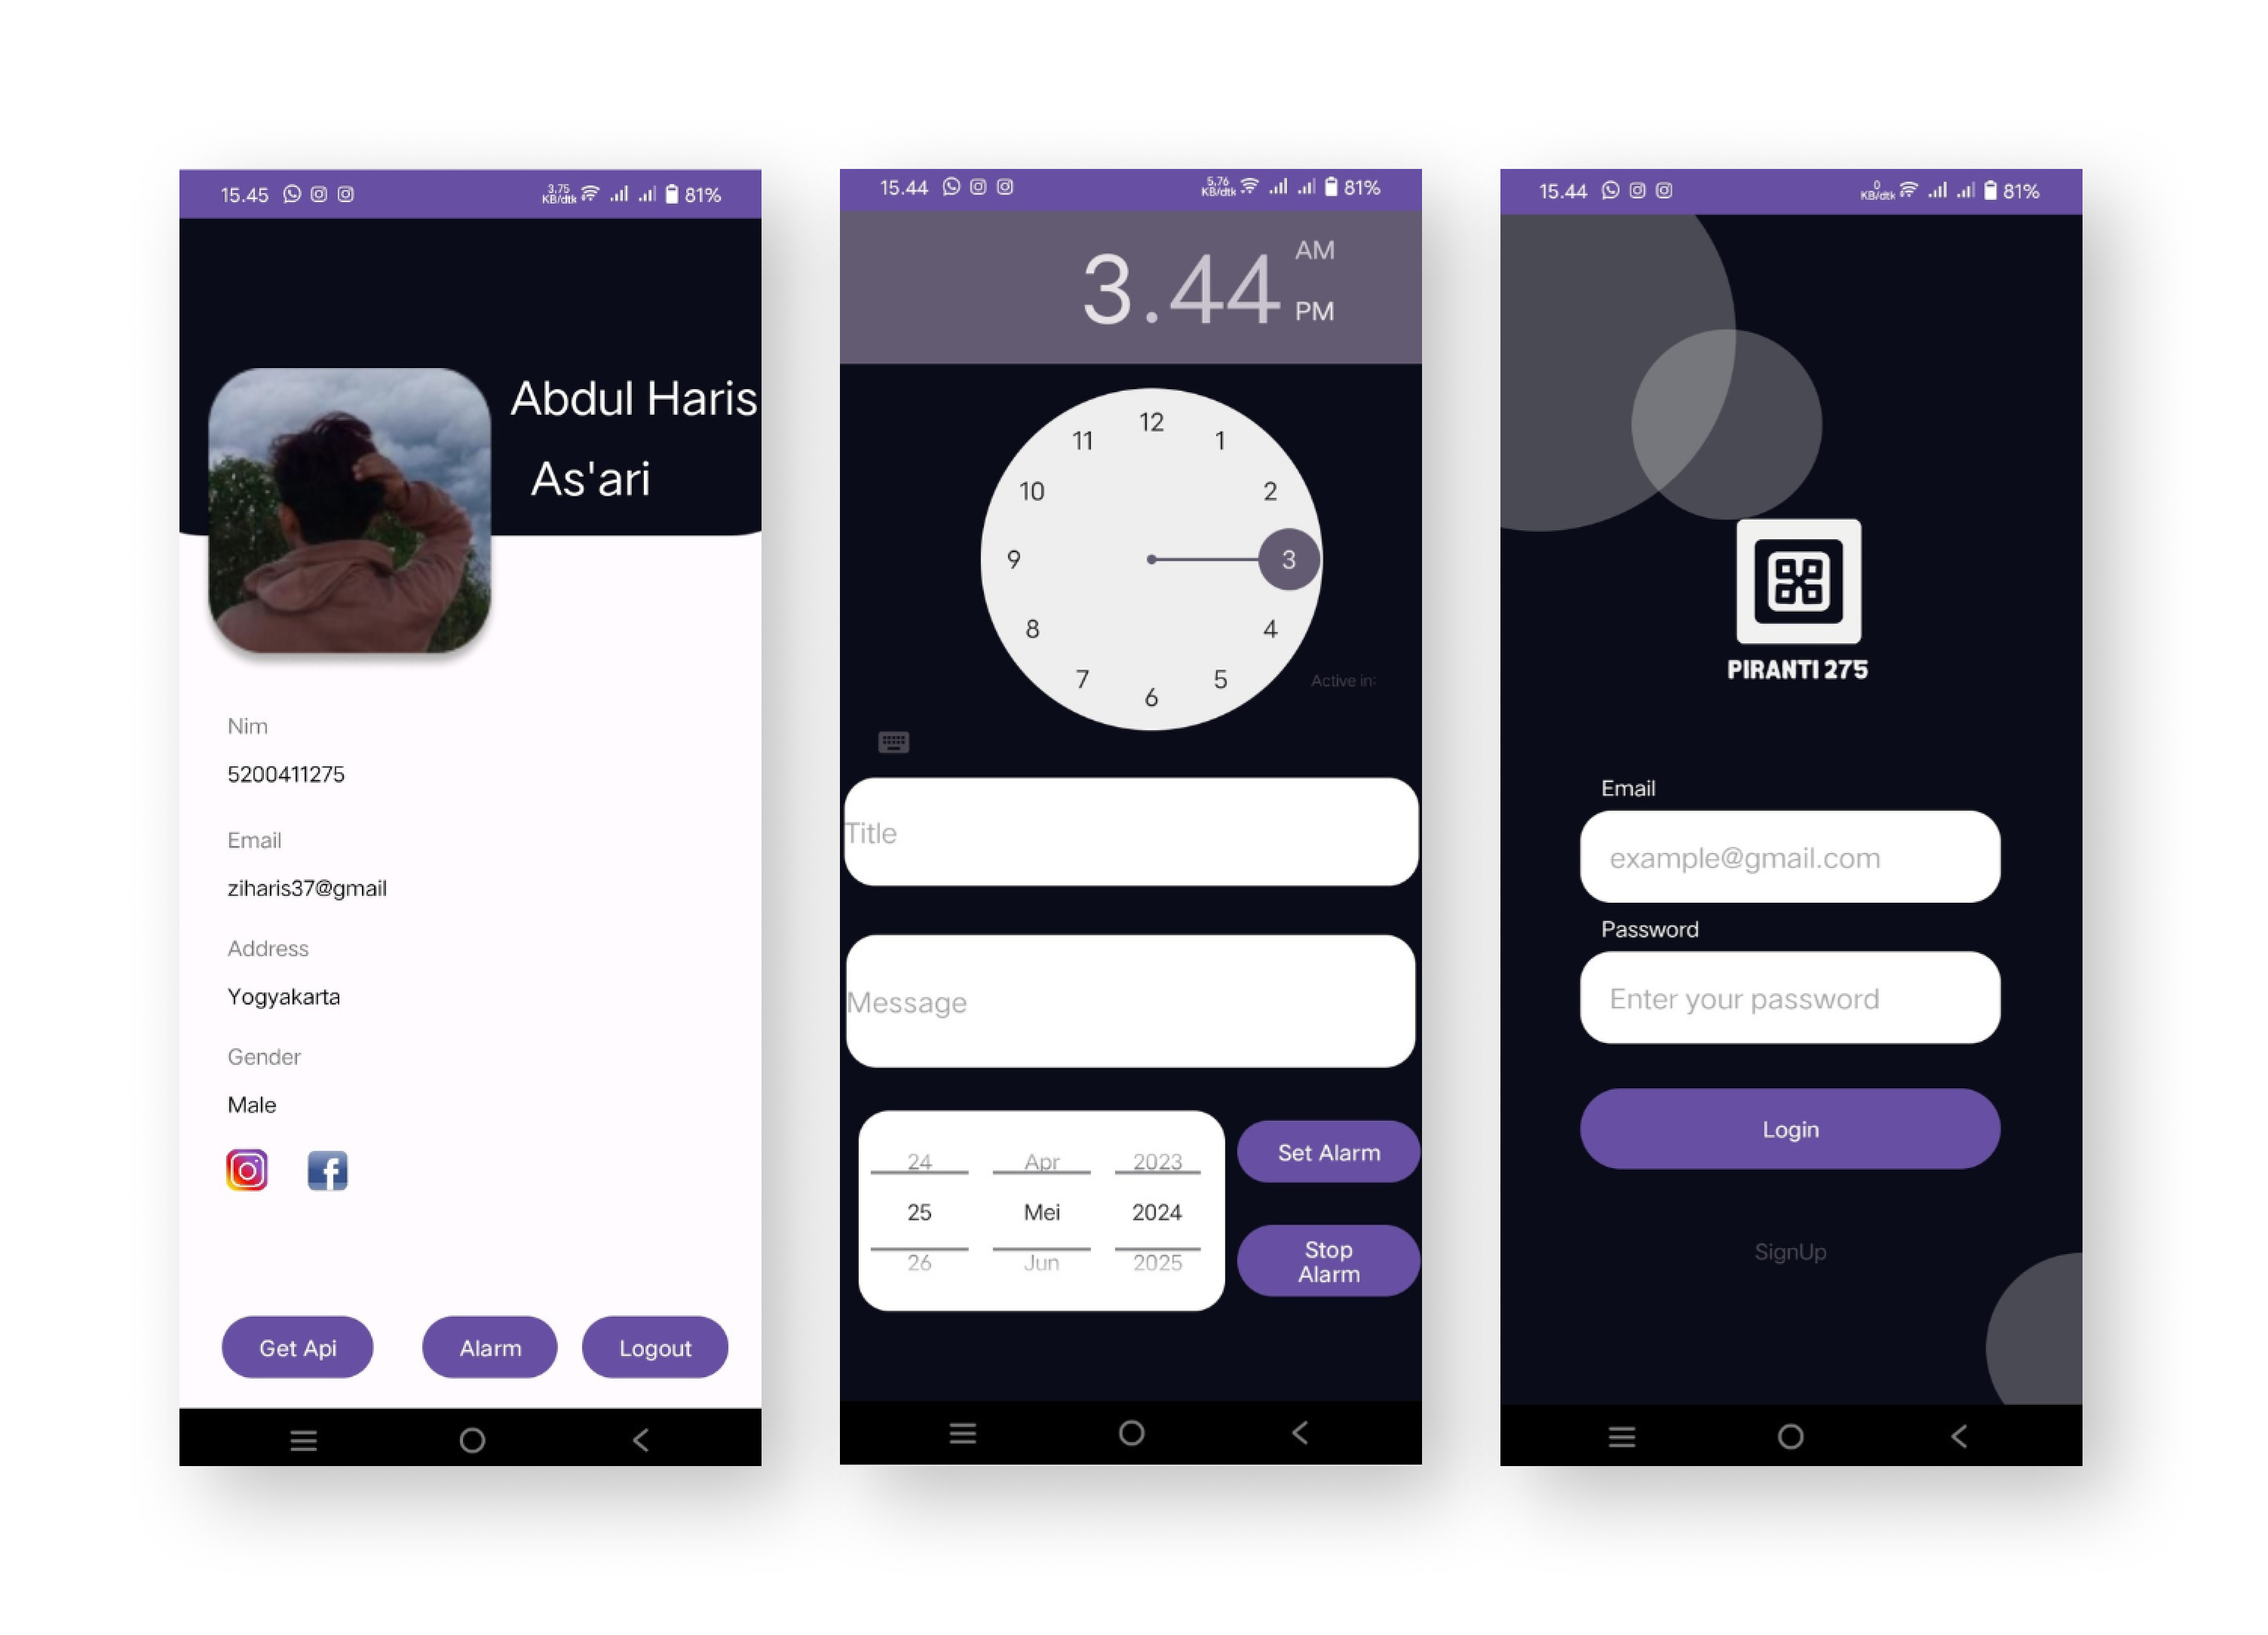 15.45
3,75
KB/dtk
81%
Abdul Haris
As'ari
Nim
5200411275
Email
ziharis37@gmail
Address
Yogyakarta
Gender
Male
Get Api
Alarm
Logout
15.44
5,76
KB/dtk
81%
3.44
AM
PM
12
11
1
10
2
9
3
8
4
7
5
6
Active in:
Title
Message
24 Apr 2023
25 Mei 2024
26 Jun 2025
Set Alarm
Stop
Alarm
15.44
0
KB/dtk
81%
PIRANTI 275
Email
example@gmail.com
Password
Enter your password
Login
SignUp